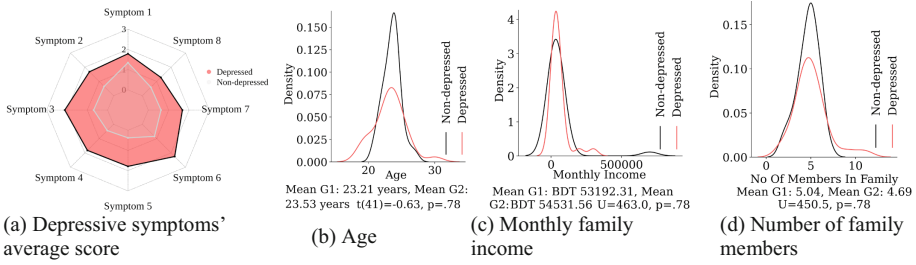 Symptom 1
Symptom 2
Symptom 8
Symptom 3
Symptom 7
Symptom 4
Symptom 6
Symptom 5
3
2
1
0
Depressed
Non-depressed
(a) Depressive symptoms’
average score
(b)
0.150
0.125
0.100
0.075
0.050
0.025
0.000
Density
20
30
Age
Non-depressed
Depressed
Mean G1: 23.21 years, Mean G2:
23.53 years t(41)=-0.63, p=.78
(b) Age
(c)
4
3
2
1
0
Density
0
500000
Monthly Income
Non-depressed
Depressed
Mean G1: BDT 53192.31, Mean
G2:BDT 54531.56 U=463.0, p=.78
(c) Monthly family
income
(d)
0.15
0.10
0.05
0.00
Density
0
5
10
No Of Members In Family
Non-depressed
Depressed
Mean G1: 5.04, Mean G2: 4.69
U=450.5, p=.78
(d) Number of family
members
(a)